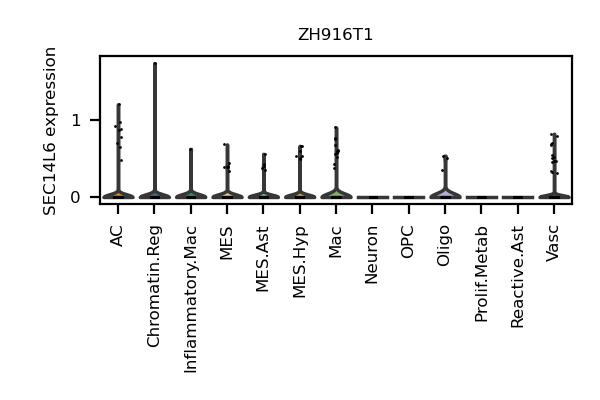 ZH916T1
SEC14L6 expression
1
0
AC
Chromatin.Reg
Inflammatory.Mac
MES
MES.Ast
MES.Hyp
Mac
Neuron
OPC
Oligo
Prolif.Metab
Reactive.Ast
Vasc